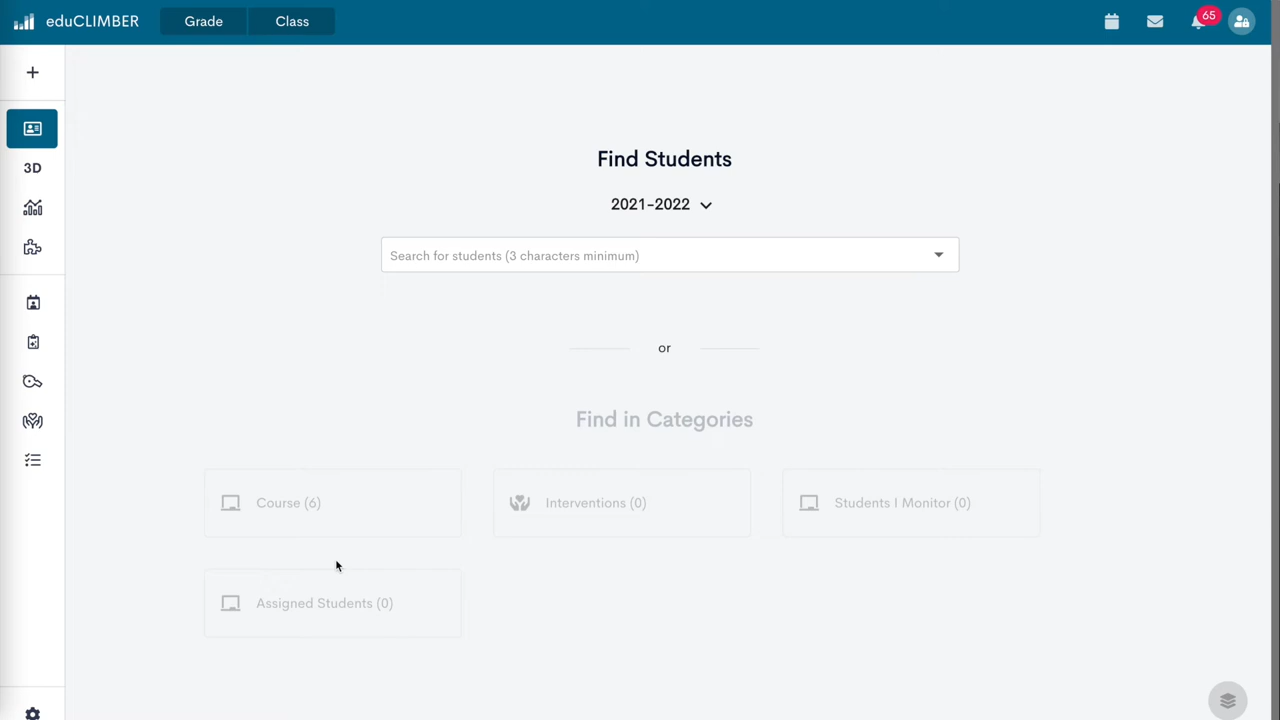 eduCLIMBER
Grade
Class
65
3D
Find Students
2021-2022
Search for students (3 characters minimum)
or
Find in Categories
Course (6)
Interventions (0)
Students I Monitor (0)
Assigned Students (0)